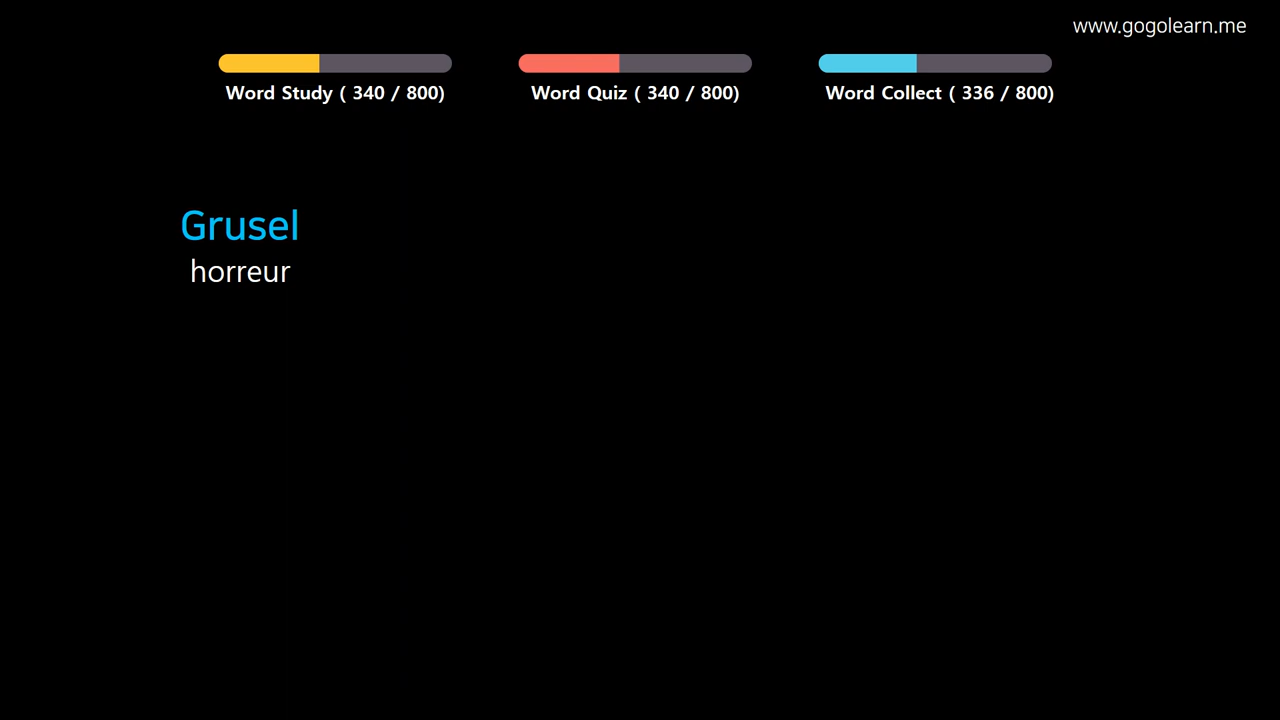 www.gogolearn.me
Word Study ( 340 / 800)
Word Quiz ( 340 / 800)
Word Collect ( 336 / 800)
Grusel
horreur